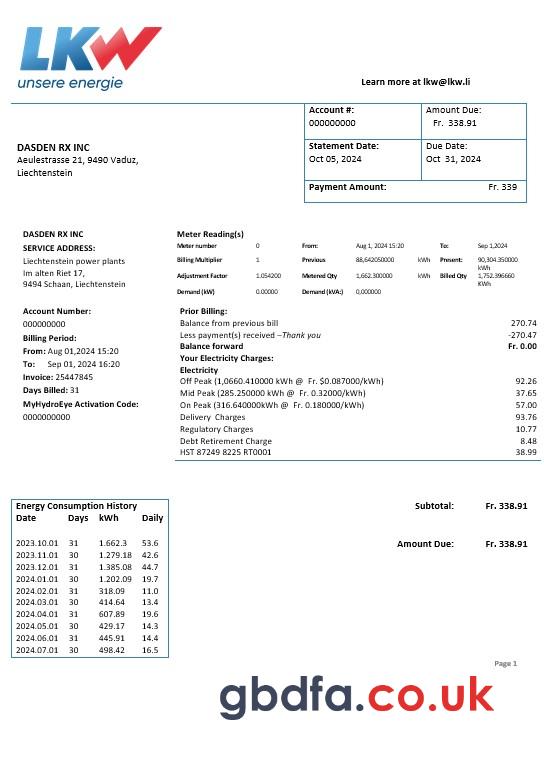 LKW
unsere energie
Learn more at lkw@lkw.li
Account #:
000000000
Amount Due:
Fr. 338.91
DASDEN RX INC
Aeulestrasse 21, 9490 Vaduz,
Liechtenstein
Statement Date:
Oct 05, 2024
Due Date:
Oct 31, 2024
Payment Amount: Fr. 339
DASDEN RX INC
SERVICE ADDRESS:
Liechtenstein power plants
Im alten Riet 17,
9494 Schaan, Liechtenstein
Account Number:
000000000
Billing Period:
From: Aug 01,2024 15:20
To: Sep 01, 2024 16:20
Invoice: 25447845
Days Billed: 31
MyHydroEye Activation Code:
0000000000
Meter Reading(s)
Meter number 0 From: Aug 1, 2024 15:20 To: Sep 1,2024
Billing Multiplier 1 Previous 88,642050000 kWh Present: 90,304.350000 kWh
Adjustment Factor 1.054200 Metered Qty 1,662.300000 kWh Billed Qty 1,752.396660 KWh
Demand (kW) 0.00000 Demand (kVA:) 0,000000
Prior Billing:
Balance from previous bill 270.74
Less payment(s) received –Thank you -270.47
Balance forward Fr. 0.00
Your Electricity Charges:
Electricity
Off Peak (1,0660.410000 kWh @ Fr. $0.087000/kWh) 92.26
Mid Peak (285.250000 kWh @ Fr. 0.32000/kWh) 37.65
On Peak (316.640000kWh @ Fr. 0.180000/kWh) 57.00
Delivery Charges 93.76
Regulatory Charges 10.77
Debt Retirement Charge 8.48
HST 87249 8225 RT0001 38.99
Energy Consumption History
Date Days kWh Daily
2023.10.01 31 1.662.3 53.6
2023.11.01 30 1.279.18 42.6
2023.12.01 31 1.385.08 44.7
2024.01.01 30 1.202.09 19.7
2024.02.01 31 318.09 11.0
2024.03.01 30 414.64 13.4
2024.04.01 31 607.89 19.6
2024.05.01 30 429.17 14.3
2024.06.01 31 445.91 14.4
2024.07.01 30 498.42 16.5
Subtotal: Fr. 338.91
Amount Due: Fr. 338.91
Page 1
gbdfa.co.uk